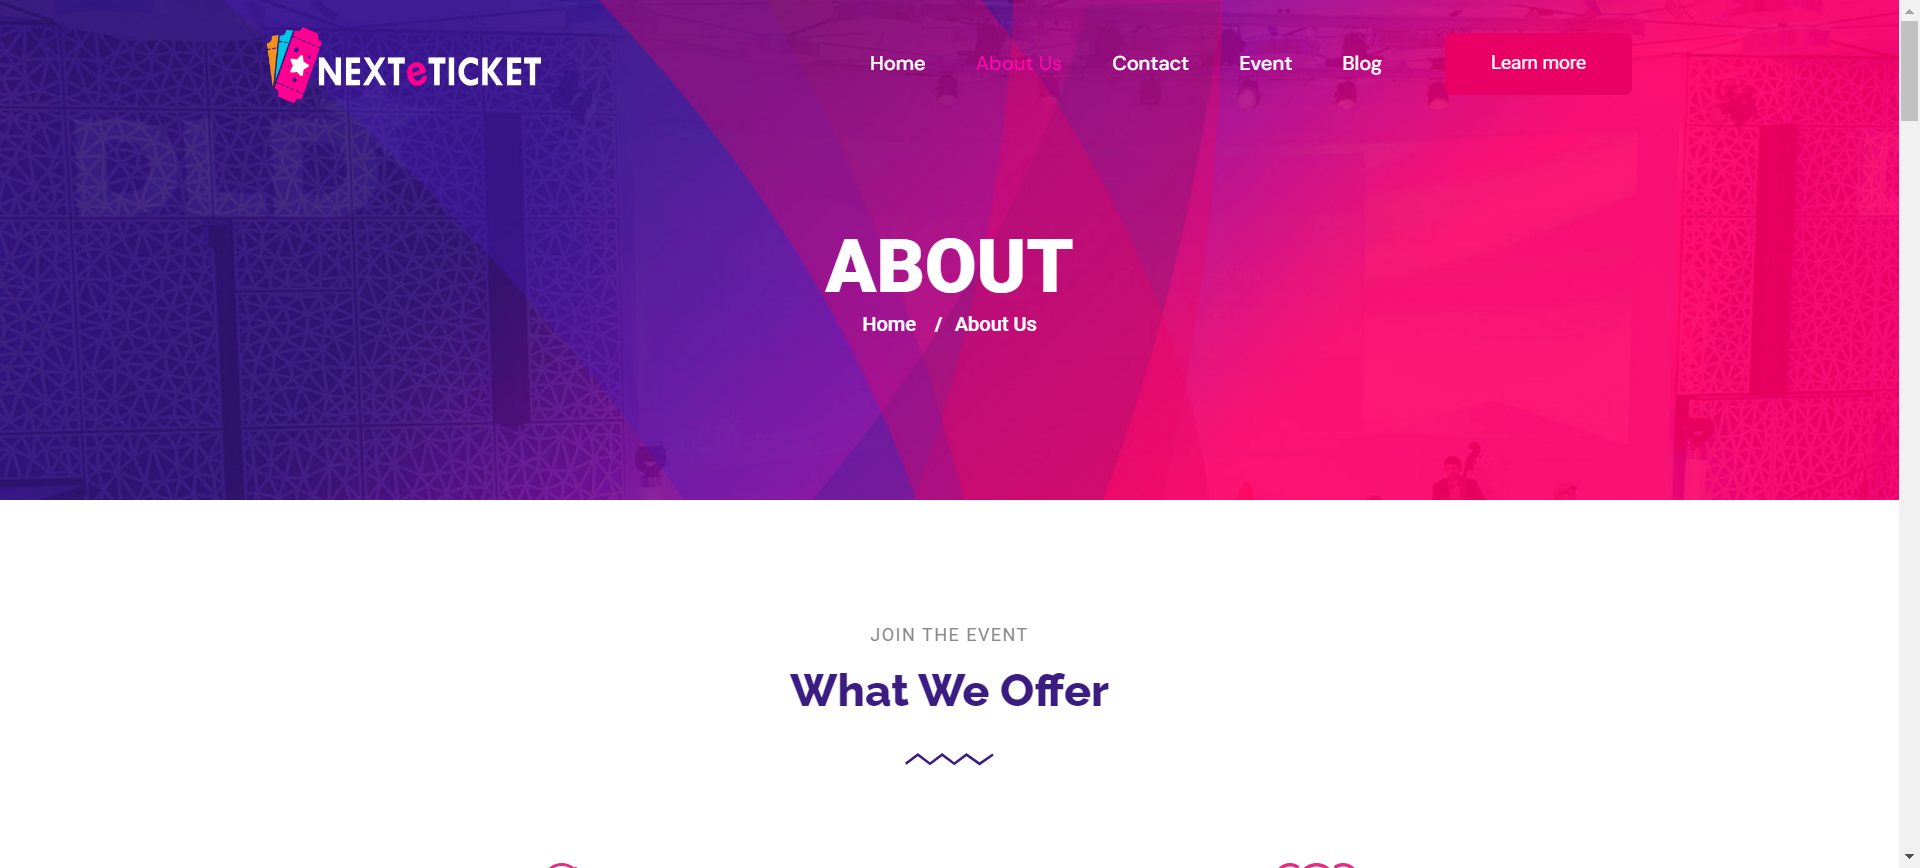 NEXTeTICKET
Home
About Us
Contact
Event
Blog
Learn more
DLD
ABOUT
Home / About Us
JOIN THE EVENT
What We Offer